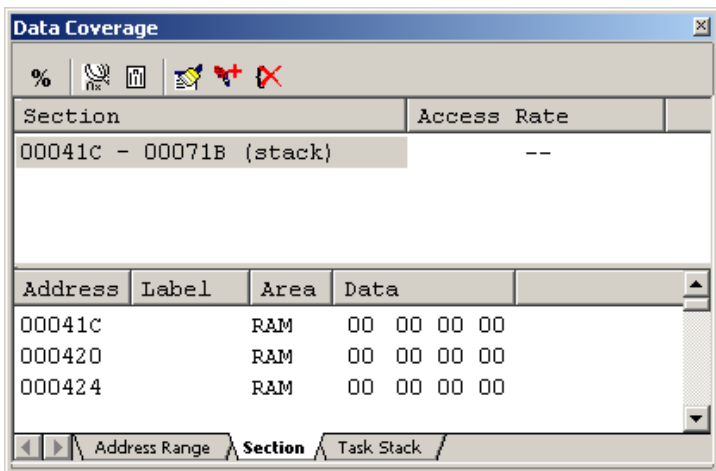 Data Coverage
%
Section Access Rate
00041C - 00071B (stack) --
Address Label Area Data
00041C RAM 00 00 00 00
000420 RAM 00 00 00 00
000424 RAM 00 00 00 00
Address Range Section Task Stack